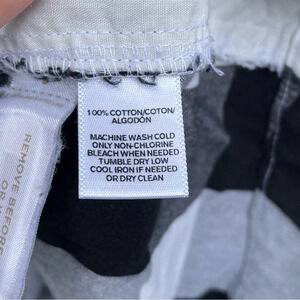 100% COTTON/COTON/
ALGODÓN
MACHINE WASH COLD
ONLY NON-CHLORINE
BLEACH WHEN NEEDED
TUMBLE DRY LOW
COOL IRON IF NEEDED
OR DRY CLEAN
REMOVE BEFORE